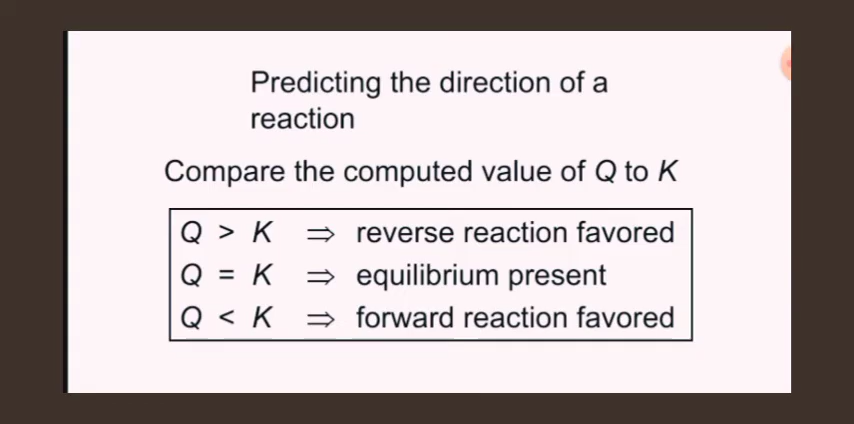 Predicting the direction of a
reaction
Compare the computed value of Q to K
Q > K ⇒ reverse reaction favored
Q = K ⇒ equilibrium present
Q < K ⇒ forward reaction favored